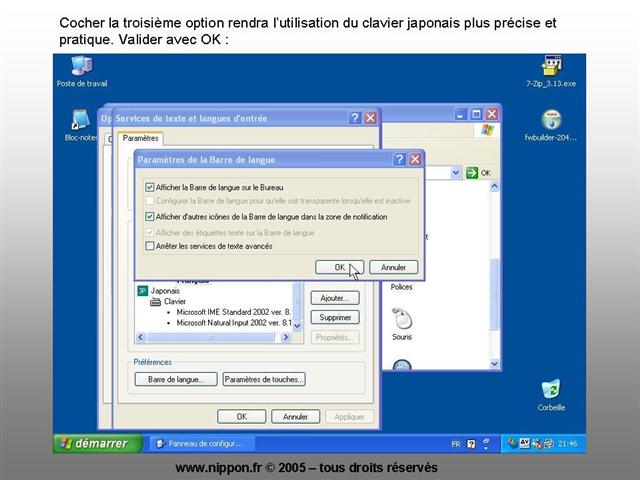 Cocher la troisième option rendra l'utilisation du clavier japonais plus précise et
pratique. Valider avec OK :
Poste de travail
7-Zip_3.13.exe
Bloc-notes
fwbuilder-204...
Services de texte et langues d'entrée
Paramètres
Paramètres de la Barre de langue
OK
Afficher la Barre de langue sur le Bureau
Configurer la Barre de langue pour qu'elle soit transparente lorsqu'elle est inactive
Afficher d'autres icônes de la Barre de langue dans la zone de notification
Afficher des étiquettes texte sur la Barre de langue
Arrêter les services de texte avancés
OK
Annuler
Polices
JP Japonais
Clavier
• Microsoft IME Standard 2002 ver. 8.
• Microsoft Natural Input 2002 ver. 8.1
Ajouter...
Supprimer
Propriétés...
Souris
Préférences
Barre de langue...
Paramètres de touches...
Corbeille
OK
Annuler
Appliquer
démarrer
Panneau de configur...
FR
21:46
www.nippon.fr © 2005 – tous droits réservés